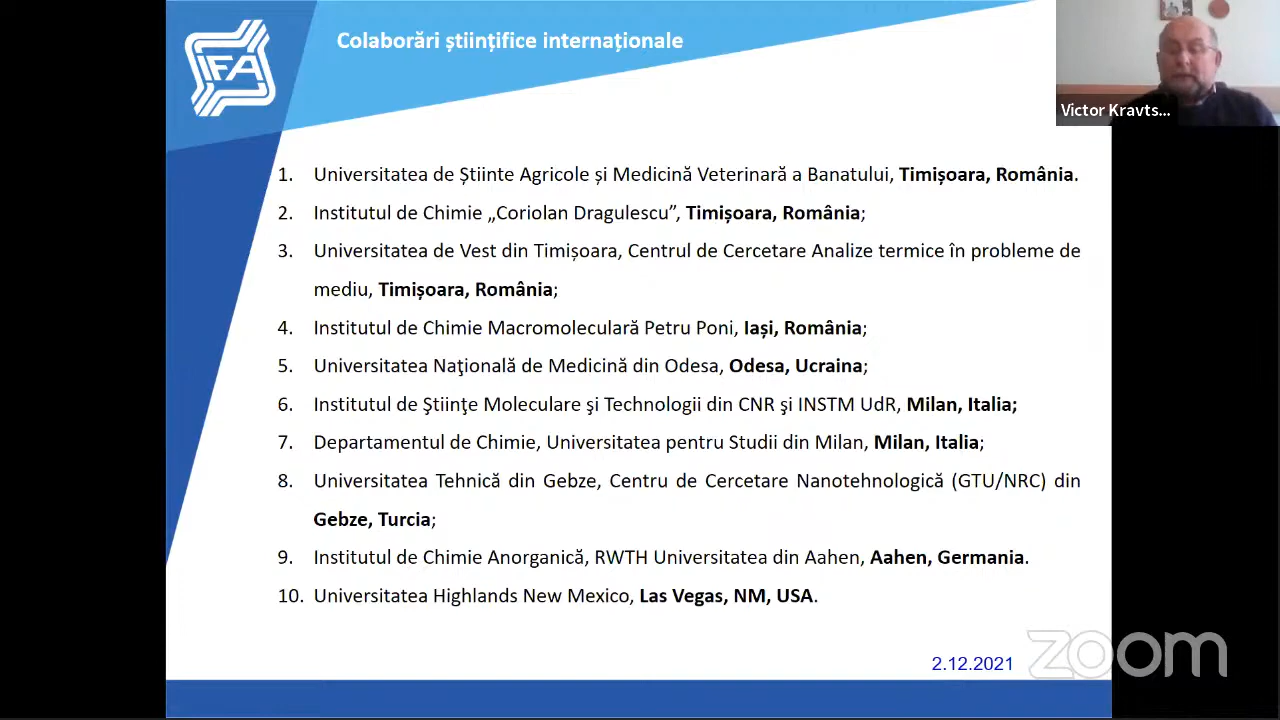 IFA
Colaborări științifice internaționale
Victor Kravts...
1. Universitatea de Științe Agricole și Medicină Veterinară a Banatului, Timișoara, România.
2. Institutul de Chimie „Coriolan Dragulescu”, Timișoara, România;
3. Universitatea de Vest din Timișoara, Centrul de Cercetare Analize termice în probleme de
mediu, Timișoara, România;
4. Institutul de Chimie Macromoleculară Petru Poni, Iași, România;
5. Universitatea Naţională de Medicină din Odesa, Odesa, Ucraina;
6. Institutul de Ştiinţe Moleculare şi Technologii din CNR şi INSTM UdR, Milan, Italia;
7. Departamentul de Chimie, Universitatea pentru Studii din Milan, Milan, Italia;
8. Universitatea Tehnică din Gebze, Centru de Cercetare Nanotehnologică (GTU/NRC) din
Gebze, Turcia;
9. Institutul de Chimie Anorganică, RWTH Universitatea din Aahen, Aahen, Germania.
10. Universitatea Highlands New Mexico, Las Vegas, NM, USA.
2.12.2021
zoom